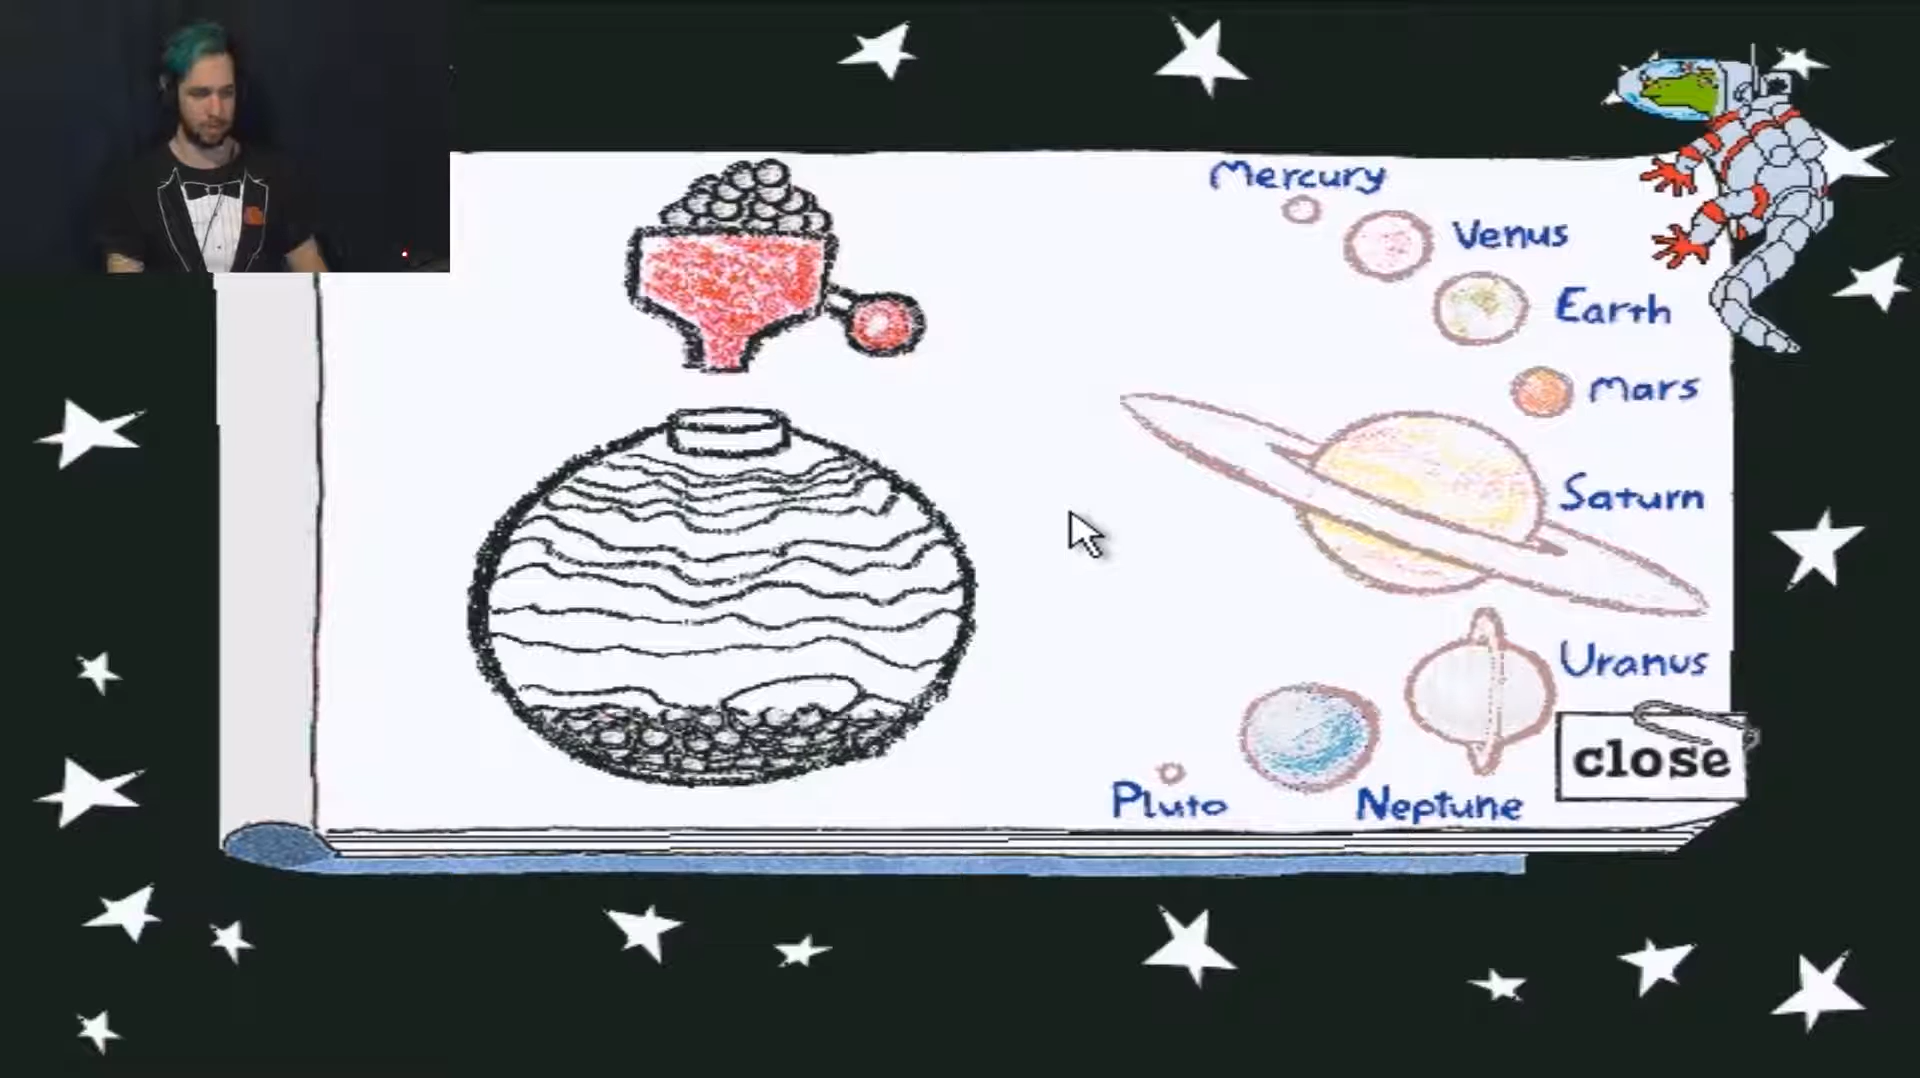 Mercury
Venus
Earth
Mars
Saturn
Uranus
Neptune
Pluto
close